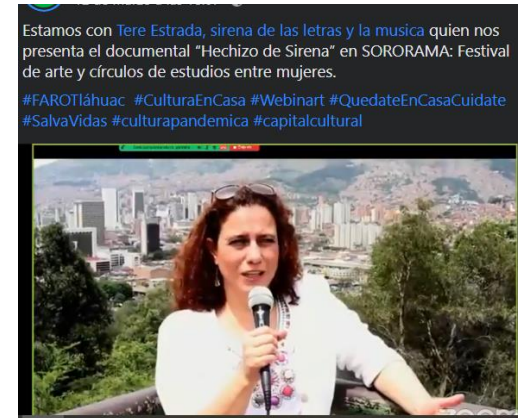 Estamos con Tere Estrada, sirena de las letras y la musica quien nos
presenta el documental “Hechizo de Sirena” en SORORAMA: Festival
de arte y círculos de estudios entre mujeres.
#FAROTláhuac #CulturaEnCasa #Webinart #QuedateEnCasaCuidate
#SalvaVidas #culturapandemica #capitalcultural